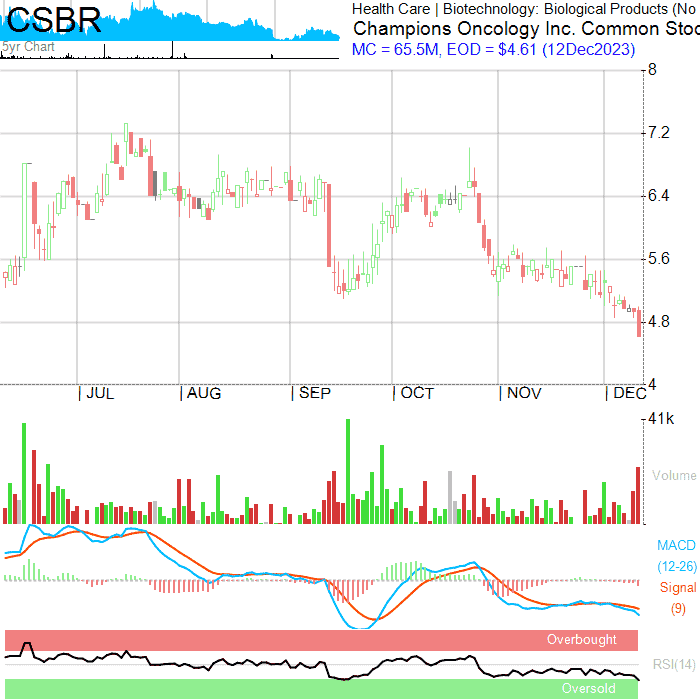 CSBR
5yr Chart
Health Care | Biotechnology: Biological Products (No
Champions Oncology Inc. Common Stoc
MC = 65.5M, EOD = $4.61 (12Dec2023)
8
7.2
6.4
5.6
4.8
4
JUL
AUG
SEP
OCT
NOV
DEC
41k
Volume
MACD
(12-26)
Signal
(9)
Overbought
RSI(14)
Oversold